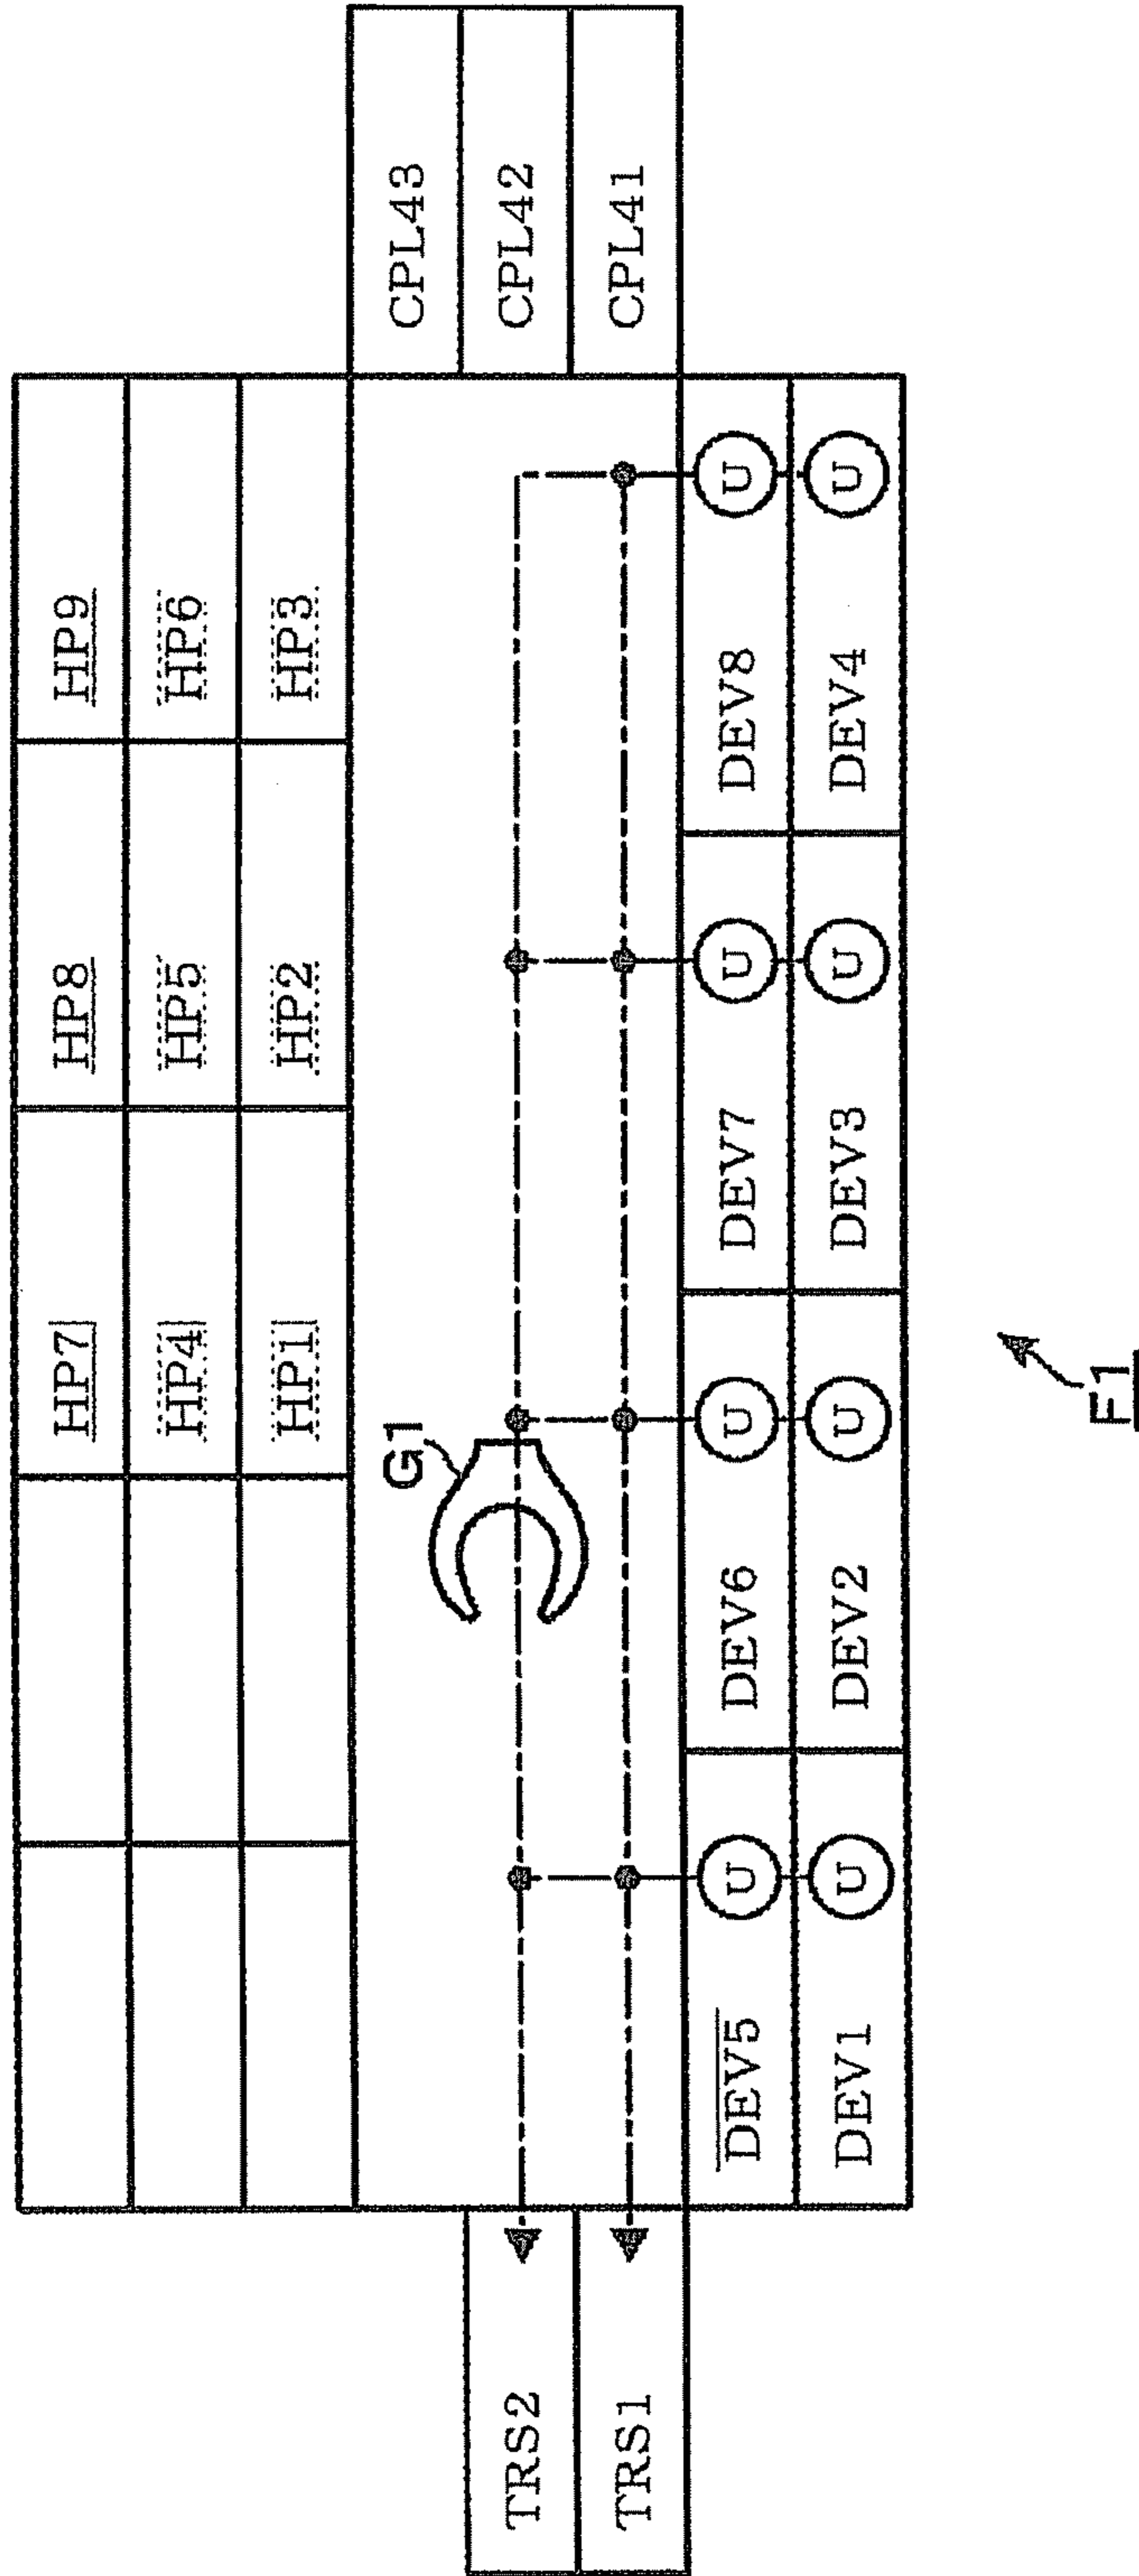 HP7 HP8 HP9
HP4 HP5 HP6
HP1 HP2 HP3
G1 CPL43
TRS2 CPL42
TRS1 CPL41
DEV5 U DEV6 U DEV7 U DEV8 U
DEV1 U DEV2 U DEV3 U DEV4 U
F1